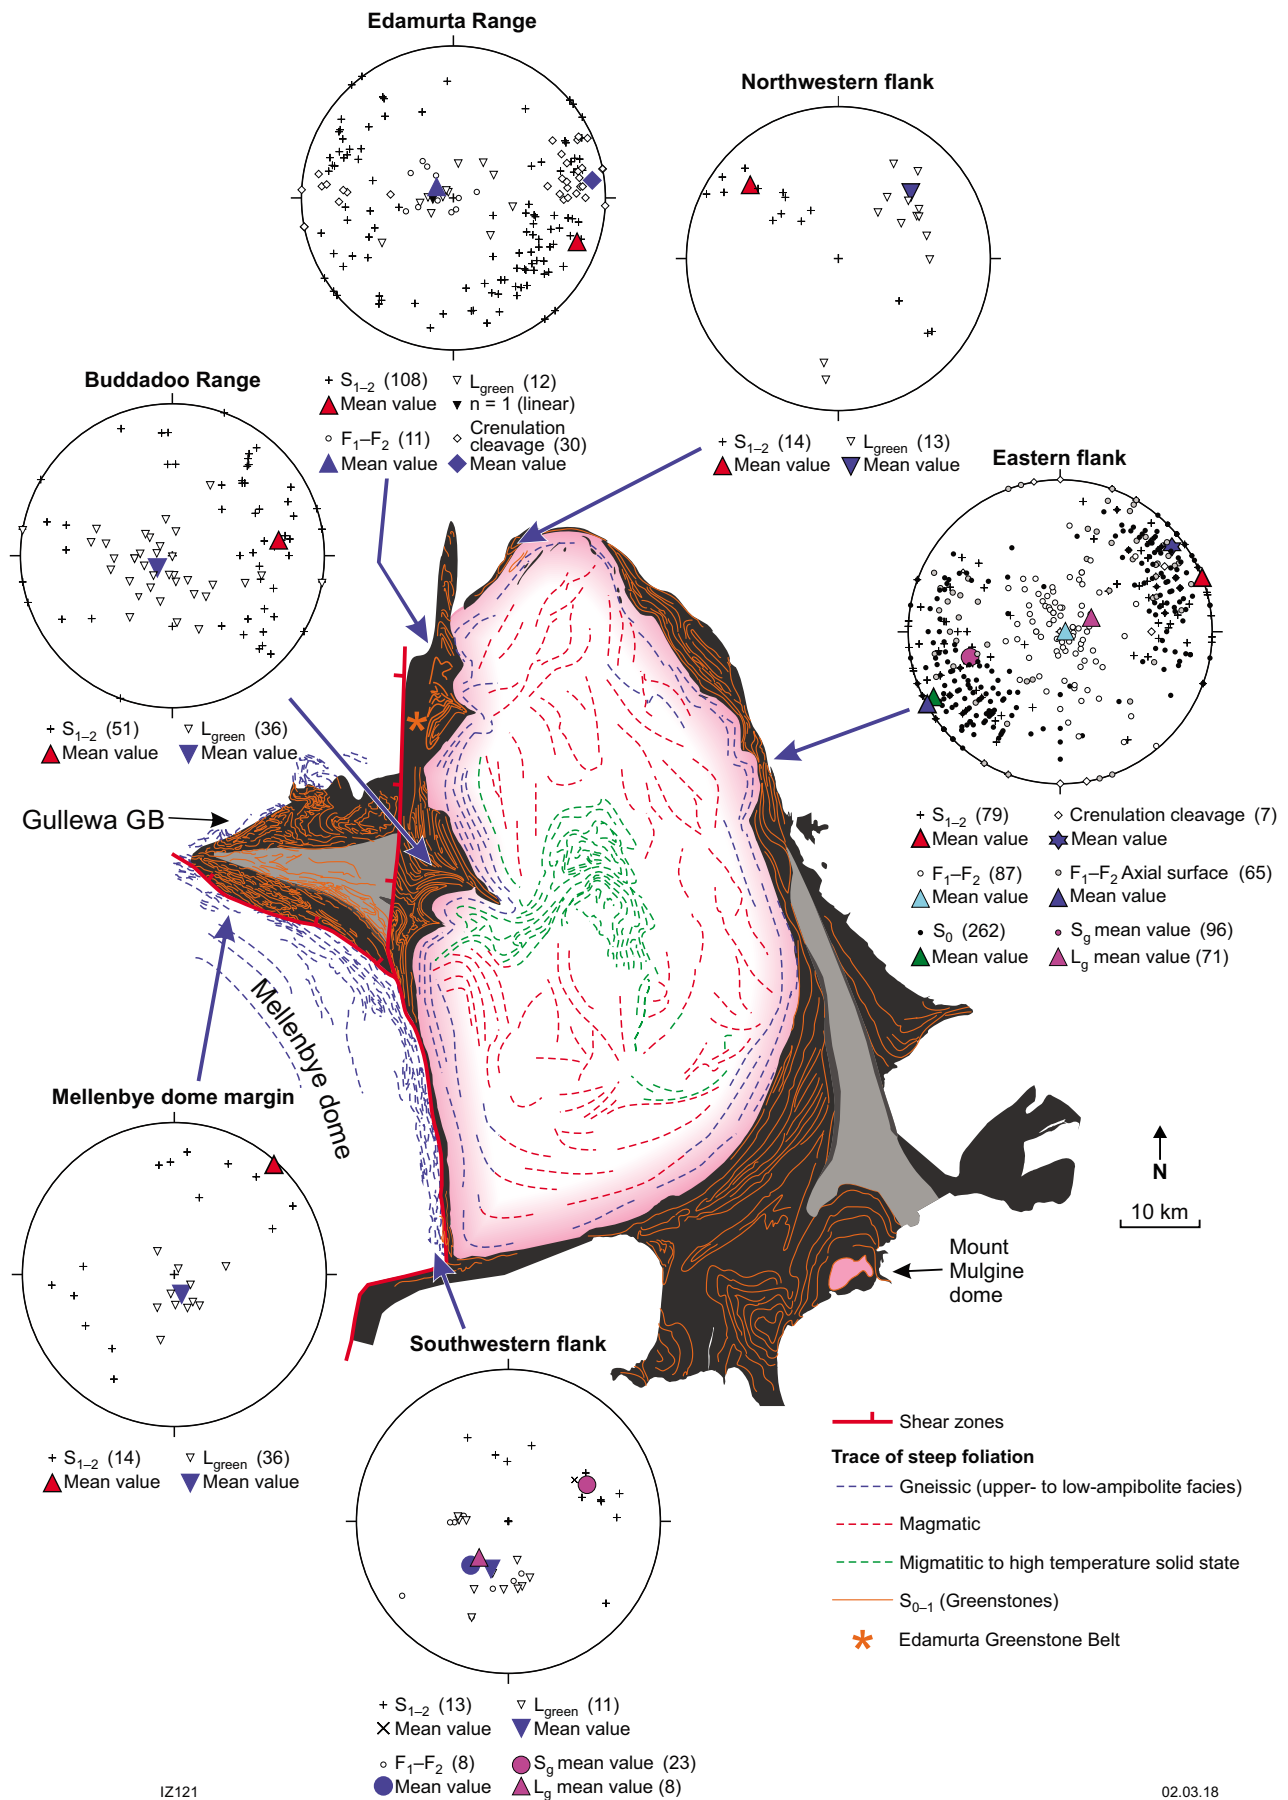 Edamurta Range
Northwestern flank
Buddadoo Range
+ S1–2 (108) ▽ Lgreen (12)
Mean value ▼ n = 1 (linear)
○ F1–F2 (11) ◇ Crenulation cleavage (30)
Mean value Mean value
+ S1–2 (14) ▽ Lgreen (13)
Mean value Mean value
Eastern flank
+ S1–2 (51) ▽ Lgreen (36)
Mean value Mean value
Gullewa GB
+ S1–2 (79) ◇ Crenulation cleavage (7)
Mean value Mean value
○ F1–F2 (87) F1–F2 Axial surface (65)
Mean value Mean value
• S0 (262) Sg mean value (96)
Mean value Lg mean value (71)
Mellenbye dome
Mellenbye dome margin
N
10 km
Mount
Mulgine
dome
Southwestern flank
+ S1–2 (14) ▽ Lgreen (36)
Mean value Mean value
Shear zones
Trace of steep foliation
Gneissic (upper- to low-ampibolite facies)
Magmatic
Migmatitic to high temperature solid state
S0–1 (Greenstones)
* Edamurta Greenstone Belt
+ S1–2 (13) ▽ Lgreen (11)
× Mean value Mean value
○ F1–F2 (8) Sg mean value (23)
Mean value Lg mean value (8)
IZ121
02.03.18